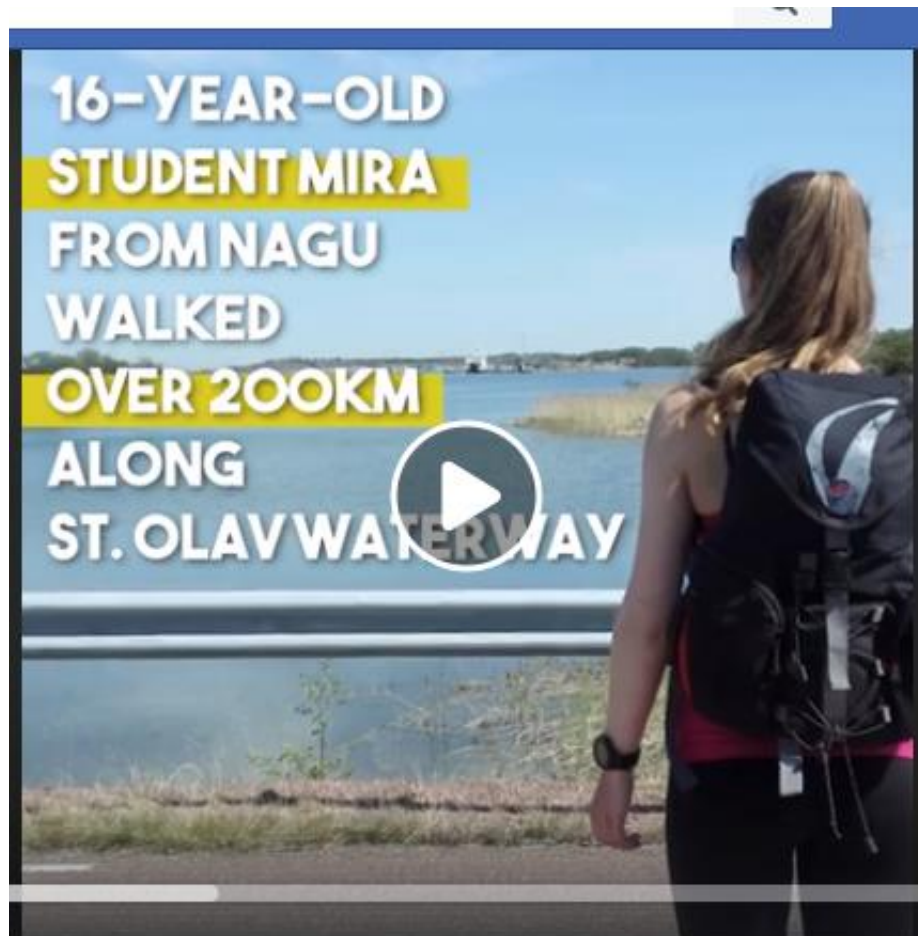 16-YEAR-OLD
STUDENT MIRA
FROM NAGU
WALKED
OVER 200KM
ALONG
ST. OLAV WATERWAY